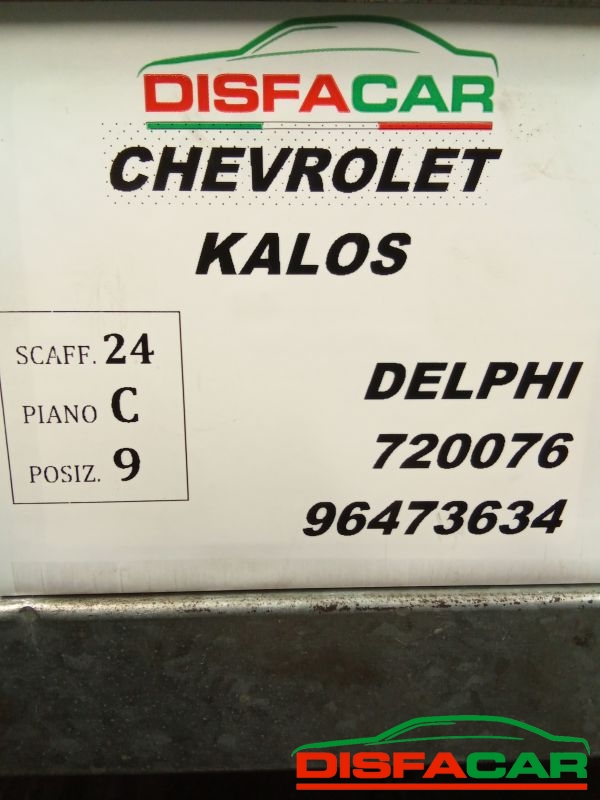 DISFACAR
CHEVROLET
KALOS
SCAFF. 24
PIANO C
POSIZ. 9
DELPHI
720076
96473634
DISFACAR